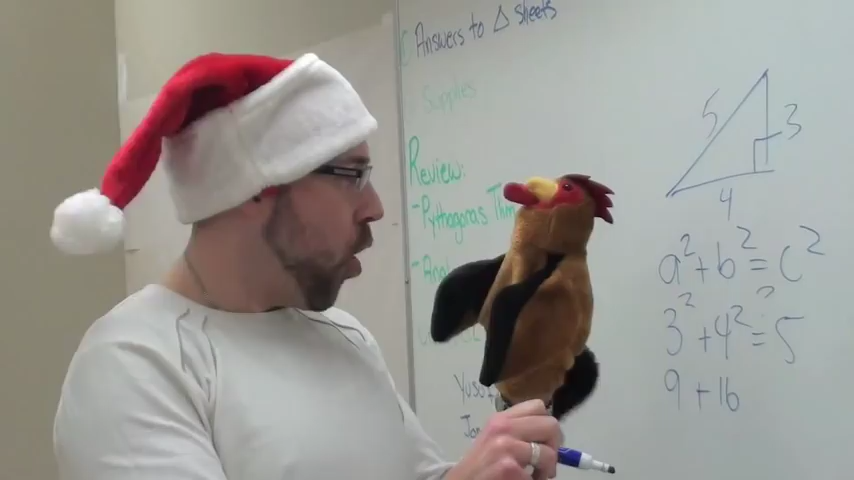 Answers to △ sheets
Supplies
Review:
-Pythagoras Thm
5
3
4
a²+b²=c²
3²+4²=5²
9+16